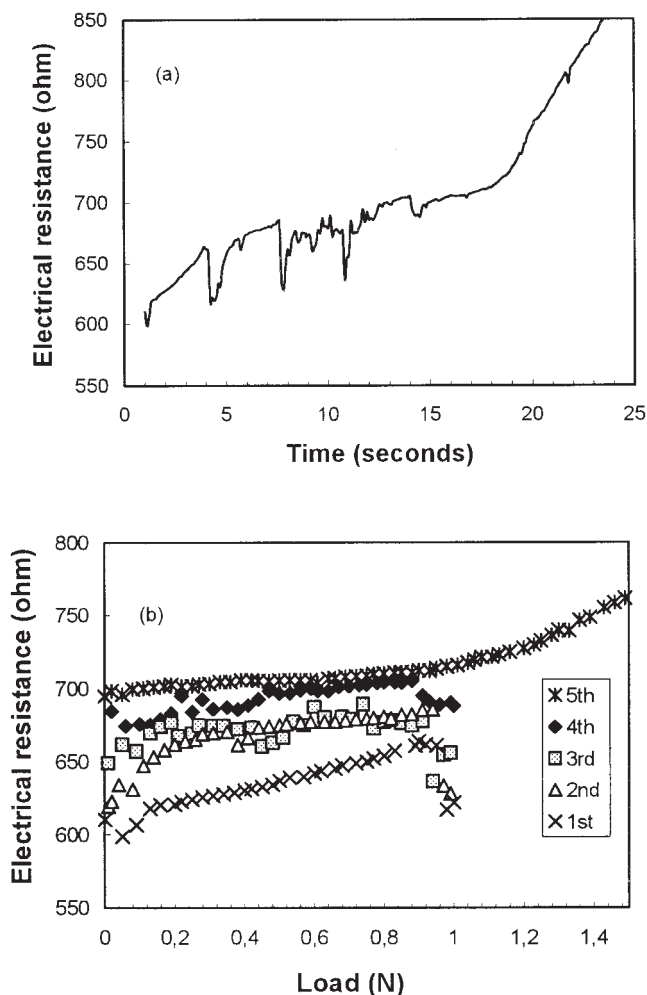 850
800
750
700
650
600
550
Electrical resistance (ohm)
(a)
0 5 10 15 20 25
Time (seconds)
800
750
700
650
600
550
Electrical resistance (ohm)
(b)
5th
4th
3rd
2nd
1st
0 0,2 0,4 0,6 0,8 1 1,2 1,4
Load (N)